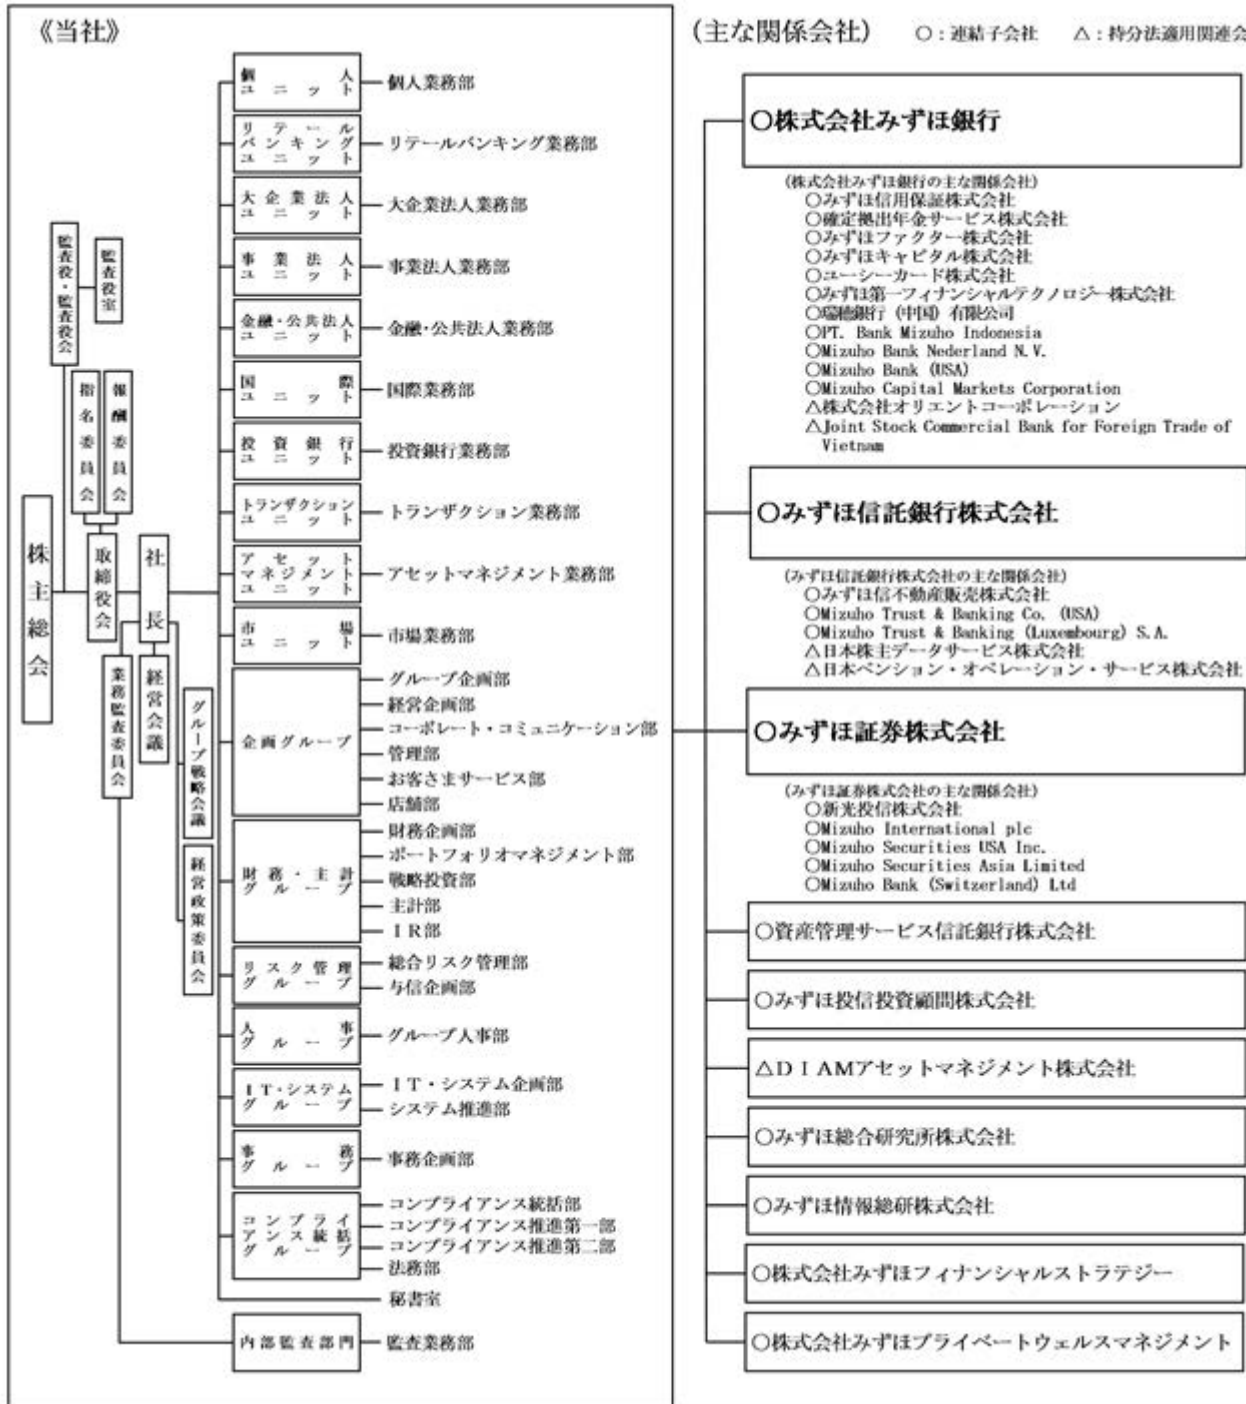 《当社》
株主総会
監査役・監査役会
監査役室
指名委員会
報酬委員会
取締役会
社長
業務監査委員会
経営会議
グループ戦略会議
経営政策委員会
個人
ユニット
個人業務部
リテール
バンキング
ユニット
リテールバンキング業務部
大企業法人
ユニット
大企業法人業務部
事業法人
ユニット
事業法人業務部
金融・公共法人
ユニット
金融・公共法人業務部
国際
ユニット
国際業務部
投資銀行
ユニット
投資銀行業務部
トランザクション
ユニット
トランザクション業務部
アセット
マネジメント
ユニット
アセットマネジメント業務部
市場
ユニット
市場業務部
企画グループ
グループ企画部
経営企画部
コーポレート・コミュニケーション部
管理部
お客さまサービス部
店舗部
財務・主計
グループ
財務企画部
ポートフォリオマネジメント部
戦略投資部
主計部
IR部
リスク管理
グループ
総合リスク管理部
与信企画部
人事
グループ
グループ人事部
IT・システム
グループ
IT・システム企画部
システム推進部
事務
グループ
事務企画部
コンプライ
アンス統括
グループ
コンプライアンス統括部
コンプライアンス推進第一部
コンプライアンス推進第二部
法務部
秘書室
内部監査部門
監査業務部
(主な関係会社) ○:連結子会社 △:持分法適用関連会
○株式会社みずほ銀行
(株式会社みずほ銀行の主な関係会社)
○みずほ信用保証株式会社
○確定拠出年金サービス株式会社
○みずほファクター株式会社
○みずほキャピタル株式会社
○ユーシーカード株式会社
○みずほ第一フィナンシャルテクノロジー株式会社
○瑞穂銀行(中国)有限公司
○PT. Bank Mizuho Indonesia
○Mizuho Bank Nederland N.V.
○Mizuho Bank (USA)
○Mizuho Capital Markets Corporation
△株式会社オリエントコーポレーション
△Joint Stock Commercial Bank for Foreign Trade of
Vietnam
○みずほ信託銀行株式会社
(みずほ信託銀行株式会社の主な関係会社)
○みずほ信不動産販売株式会社
○Mizuho Trust & Banking Co. (USA)
○Mizuho Trust & Banking (Luxembourg) S.A.
△日本株主データサービス株式会社
△日本ペンション・オペレーション・サービス株式会社
○みずほ証券株式会社
(みずほ証券株式会社の主な関係会社)
○新光投信株式会社
○Mizuho International plc
○Mizuho Securities USA Inc.
○Mizuho Securities Asia Limited
○Mizuho Bank (Switzerland) Ltd
○資産管理サービス信託銀行株式会社
○みずほ投信投資顧問株式会社
△DIAMアセットマネジメント株式会社
○みずほ総合研究所株式会社
○みずほ情報総研株式会社
○株式会社みずほフィナンシャルストラテジー
○株式会社みずほプライベートウェルスマネジメント